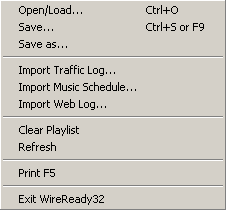 Open/Load... Ctrl+O
Save... Ctrl+S or F9
Save as...
Import Traffic Log...
Import Music Schedule...
Import Web Log...
Clear Playlist
Refresh
Print F5
Exit WireReady32